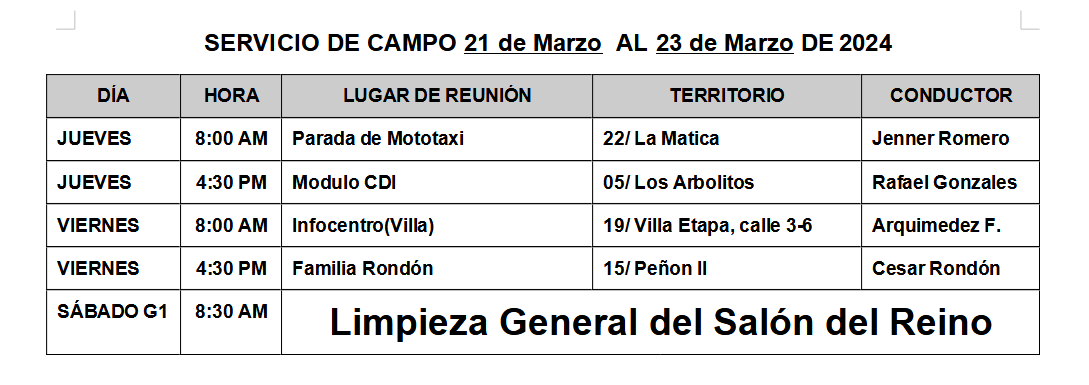 SERVICIO DE CAMPO 21 de Marzo AL 23 de Marzo DE 2024
DÍA HORA LUGAR DE REUNIÓN TERRITORIO CONDUCTOR
JUEVES 8:00 AM Parada de Mototaxi 22/ La Matica Jenner Romero
JUEVES 4:30 PM Modulo CDI 05/ Los Arbolitos Rafael Gonzales
VIERNES 8:00 AM Infocentro(Villa) 19/ Villa Etapa, calle 3-6 Arquimedez F.
VIERNES 4:30 PM Familia Rondón 15/ Peñon II Cesar Rondón
SÁBADO G1 8:30 AM Limpieza General del Salón del Reino